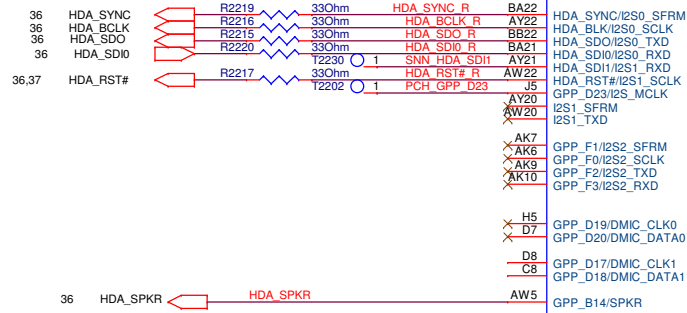 36 HDA_SYNC R2219 33Ohm HDA_SYNC_R BA22 HDA_SYNC/I2S0_SFRM
36 HDA_BCLK R2216 33Ohm HDA_BCLK_R AY22 HDA_BLK/I2S0_SCLK
36 HDA_SDO R2215 33Ohm HDA_SDO_R BB22 HDA_SDO/I2S0_TXD
36 HDA_SDI0 R2220 33Ohm HDA_SDI0_R BA21 HDA_SDI0/I2S0_RXD
T2230 1 SNN_HDA_SDI1 AY21 HDA_SDI1/I2S1_RXD
36,37 HDA_RST# R2217 33Ohm HDA_RST#_R AW22 HDA_RST#/I2S1_SCLK
T2202 1 PCH_GPP_D23 J5 GPP_D23/I2S_MCLK
AY20 I2S1_SFRM
AW20 I2S1_TXD
AK7 GPP_F1/I2S2_SFRM
AK6 GPP_F0/I2S2_SCLK
AK9 GPP_F2/I2S2_TXD
AK10 GPP_F3/I2S2_RXD
H5 GPP_D19/DMIC_CLK0
D7 GPP_D20/DMIC_DATA0
D8 GPP_D17/DMIC_CLK1
C8 GPP_D18/DMIC_DATA1
36 HDA_SPKR HDA_SPKR AW5 GPP_B14/SPKR